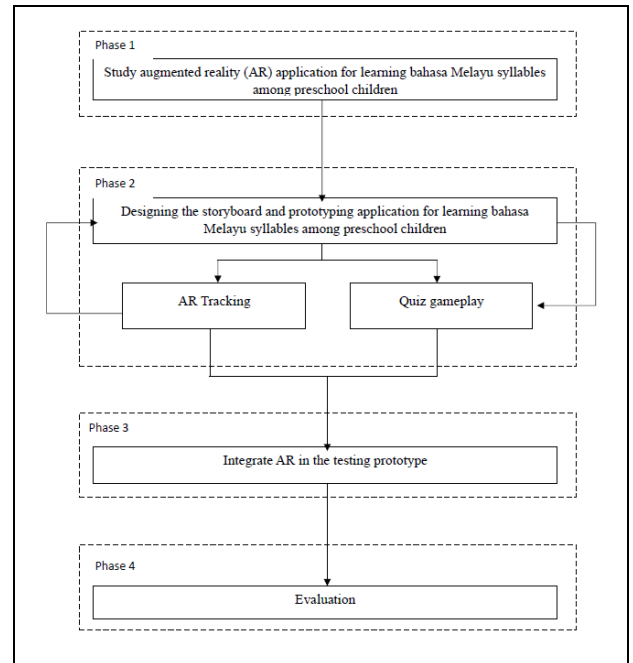 Phase 1
Study augmented reality (AR) application for learning bahasa Melayu syllables
among preschool children
Phase 2
Designing the storyboard and prototyping application for learning bahasa
Melayu syllables among preschool children
AR Tracking
Quiz gameplay
Phase 3
Integrate AR in the testing prototype
Phase 4
Evaluation